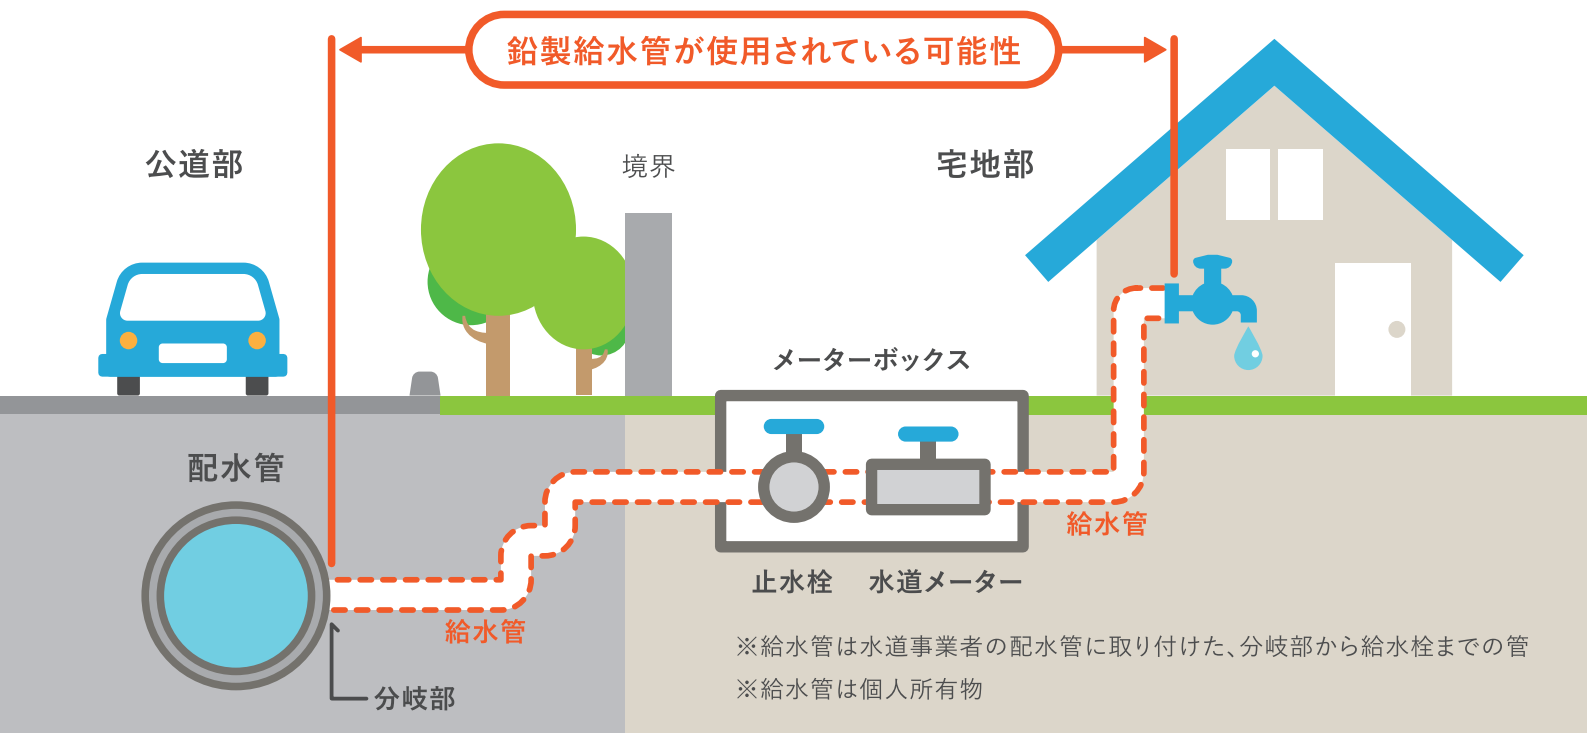 鉛製給水管が使用されている可能性
公道部
境界
宅地部
メーターボックス
配水管
給水管
止水栓
水道メーター
給水管
分岐部
※給水管は水道事業者の配水管に取り付けた、分岐部から給水栓までの管
※給水管は個人所有物